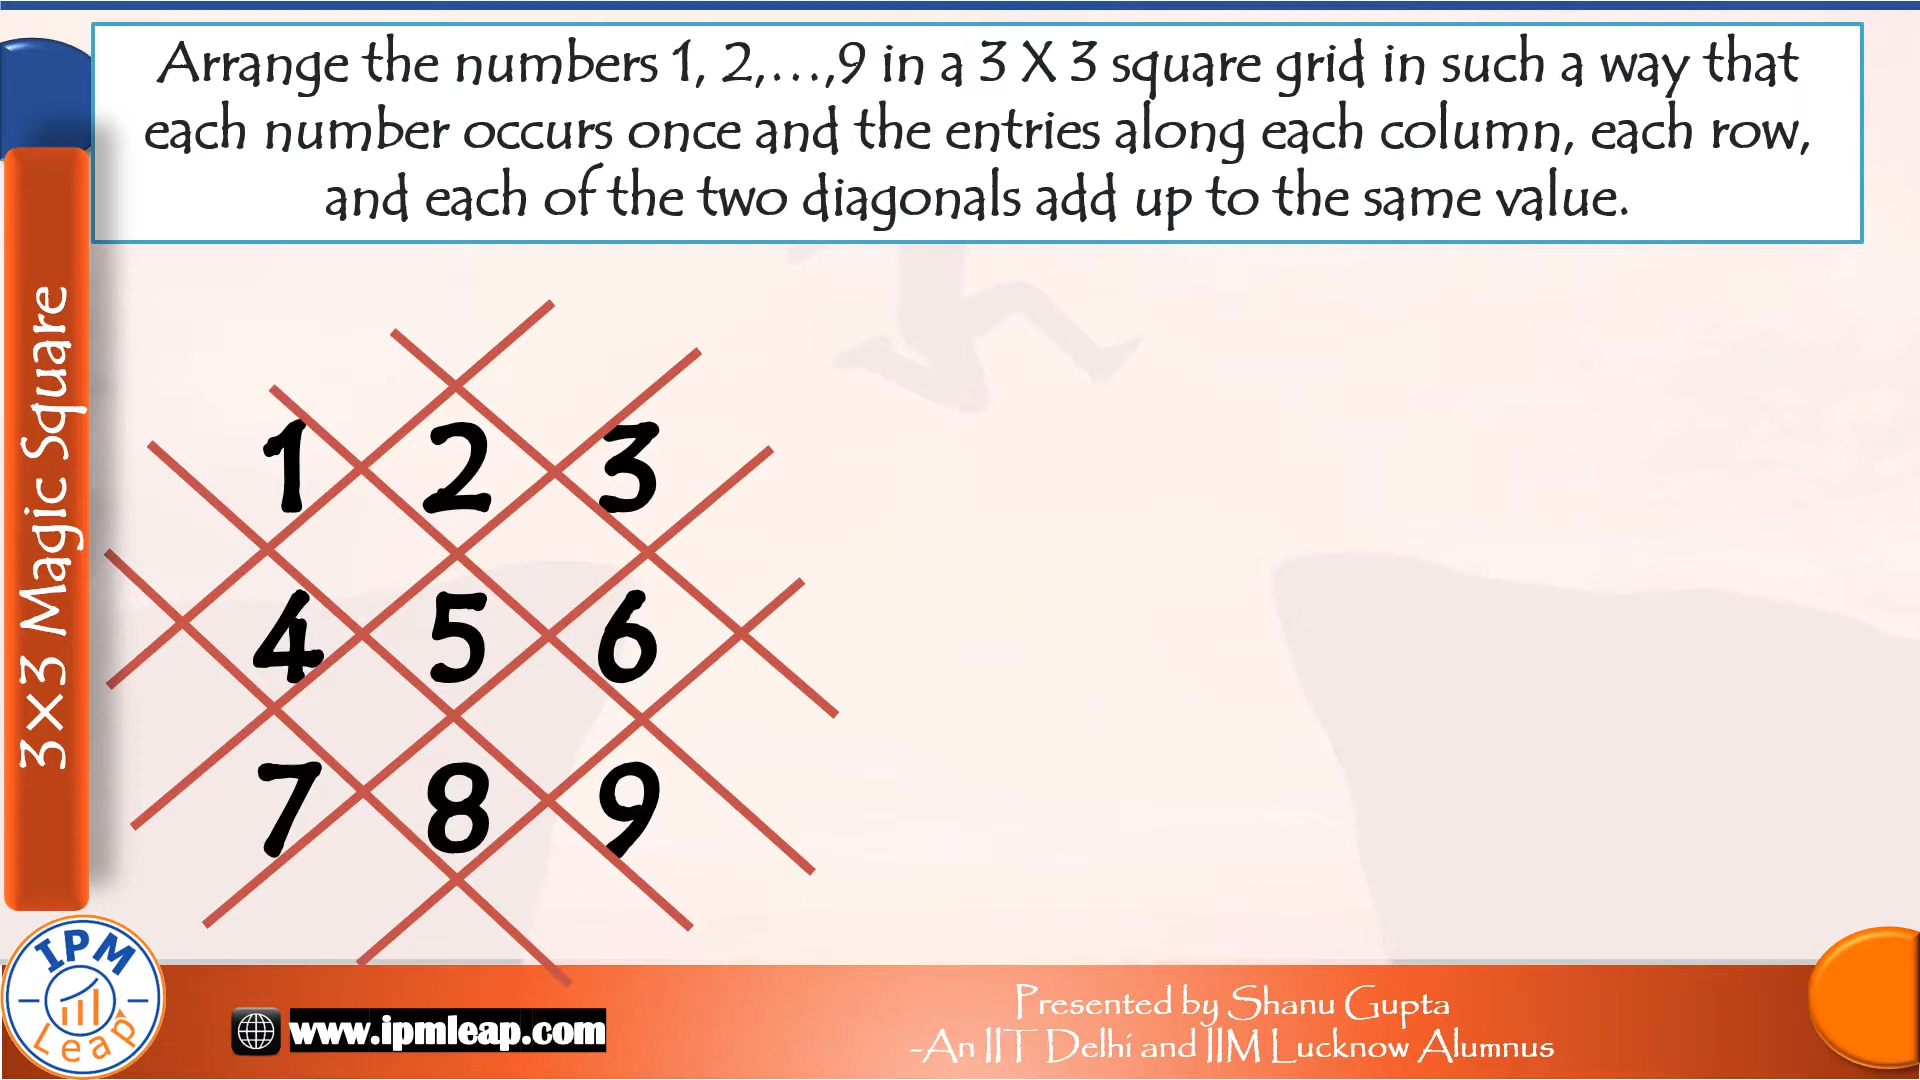 Arrange the numbers 1, 2,...,9 in a 3 X 3 square grid in such a way that
each number occurs once and the entries along each column, each row,
and each of the two diagonals add up to the same value.
3×3 Magic Square
1 2 3
4 5 6
7 8 9
IPM
Leap
www.ipmleap.com
Presented by Shanu Gupta
-An IIT Delhi and IIM Lucknow Alumnus